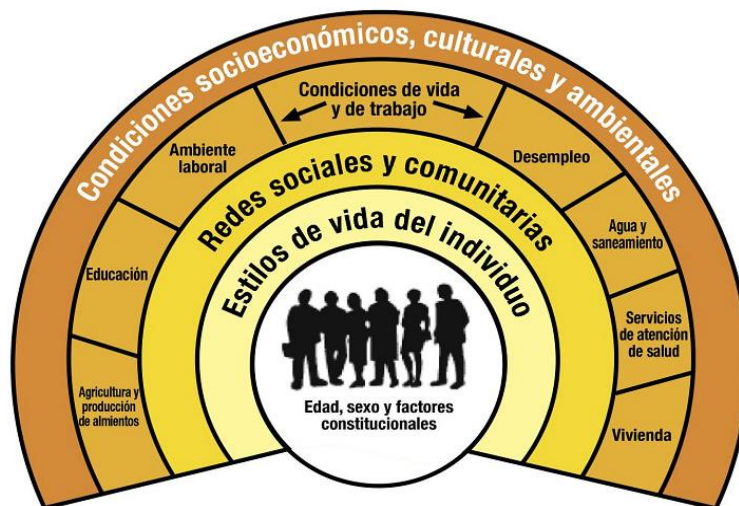 Condiciones socioeconómicos, culturales y ambientales
Condiciones de vida
y de trabajo
Ambiente
laboral
Desempleo
Redes sociales y comunitarias
Agua y
saneamiento
Estilos de vida del individuo
Educación
Servicios
de atención
de salud
Agricultura y
producción
de almientos
Edad, sexo y factores
constitucionales
Vivienda